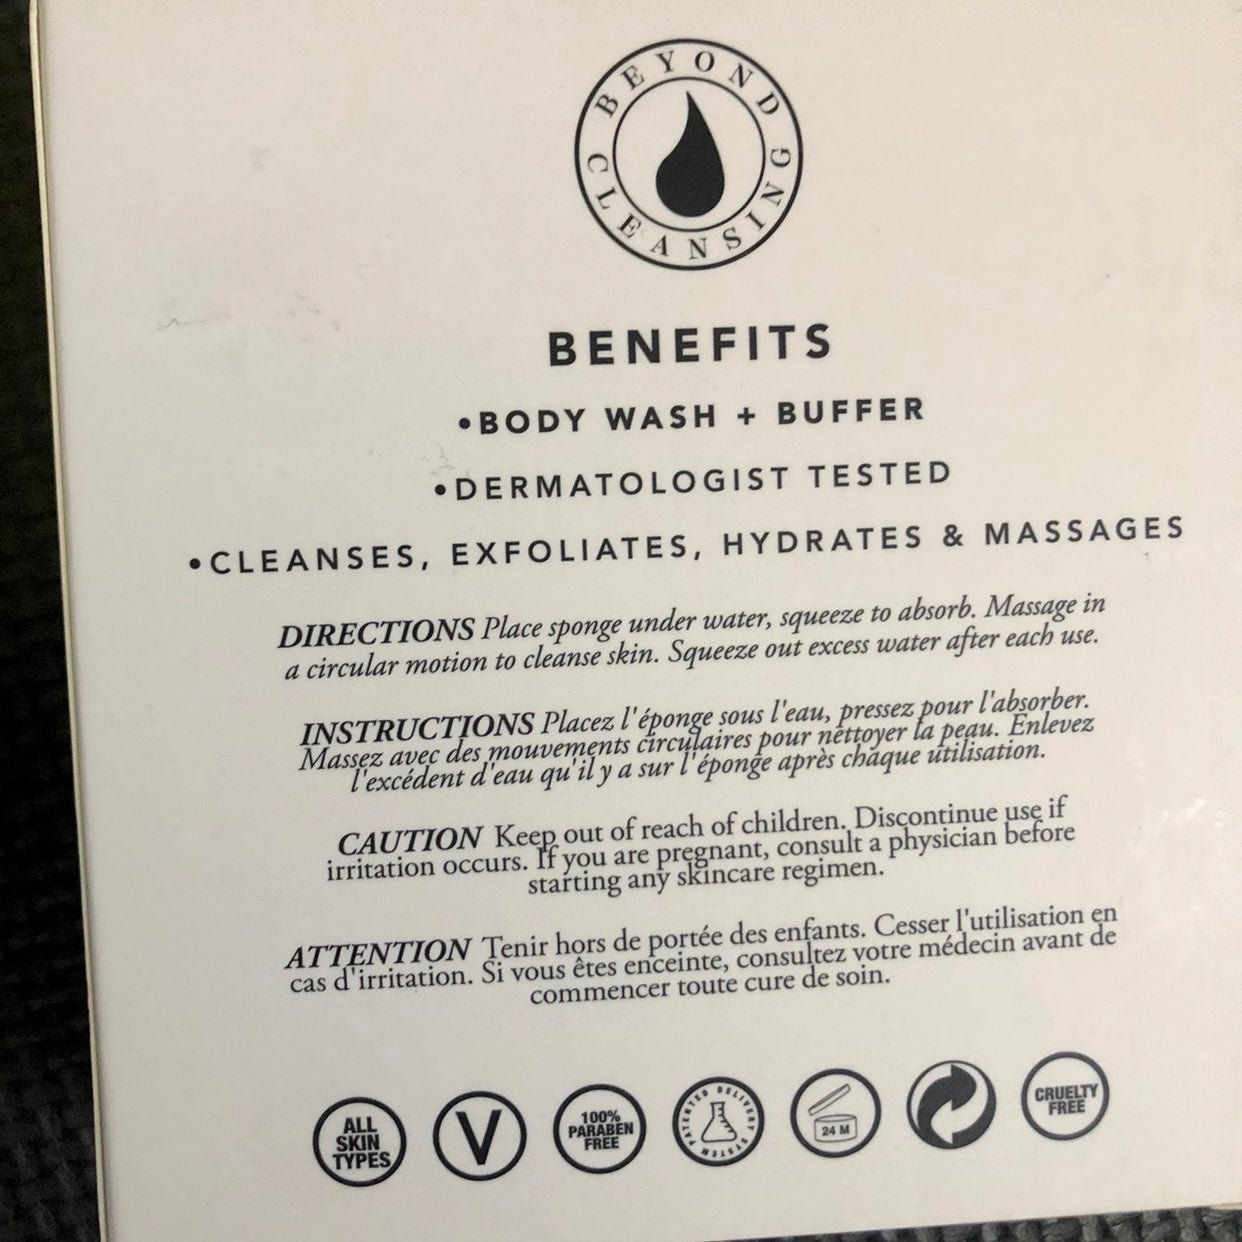 BEYOND
CLEANSING
BENEFITS
•BODY WASH + BUFFER
•DERMATOLOGIST TESTED
•CLEANSES, EXFOLIATES, HYDRATES & MASSAGES
DIRECTIONS Place sponge under water, squeeze to absorb. Massage in
a circular motion to cleanse skin. Squeeze out excess water after each use.
INSTRUCTIONS Placez l'éponge sous l'eau, pressez pour l'absorber.
Massez avec des mouvements circulaires pour nettoyer la peau. Enlevez
l'excédent d'eau qu'il y a sur l'éponge après chaque utilisation.
CAUTION Keep out of reach of children. Discontinue use if
irritation occurs. If you are pregnant, consult a physician before
starting any skincare regimen.
ATTENTION Tenir hors de portée des enfants. Cesser l'utilisation en
cas d'irritation. Si vous êtes enceinte, consultez votre médecin avant de
commencer toute cure de soin.
ALL
SKIN
TYPES
V
100%
PARABEN
FREE
PATENTED DELIVERY SYSTEM
24 M
CRUELTY
FREE